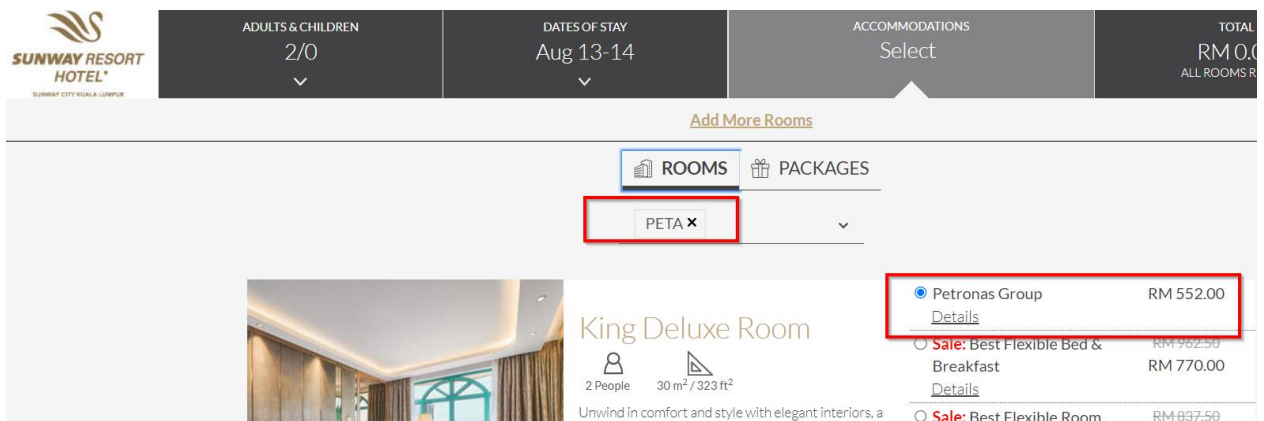 SUNWAY RESORT
HOTEL
SUNWAY CITY KUALA LUMPUR
ADULTS & CHILDREN
2/0
DATES OF STAY
Aug 13-14
ACCOMMODATIONS
Select
TOTAL
RM 0.0
ALL ROOMS R
Add More Rooms
ROOMS
PACKAGES
PETA ×
King Deluxe Room
2 People
30 m² / 323 ft²
Unwind in comfort and style with elegant interiors, a
Petronas Group RM 552.00
Details
Sale: Best Flexible Bed & RM 962.50
Breakfast RM 770.00
Details
Sale: Best Flexible Room RM 837.50